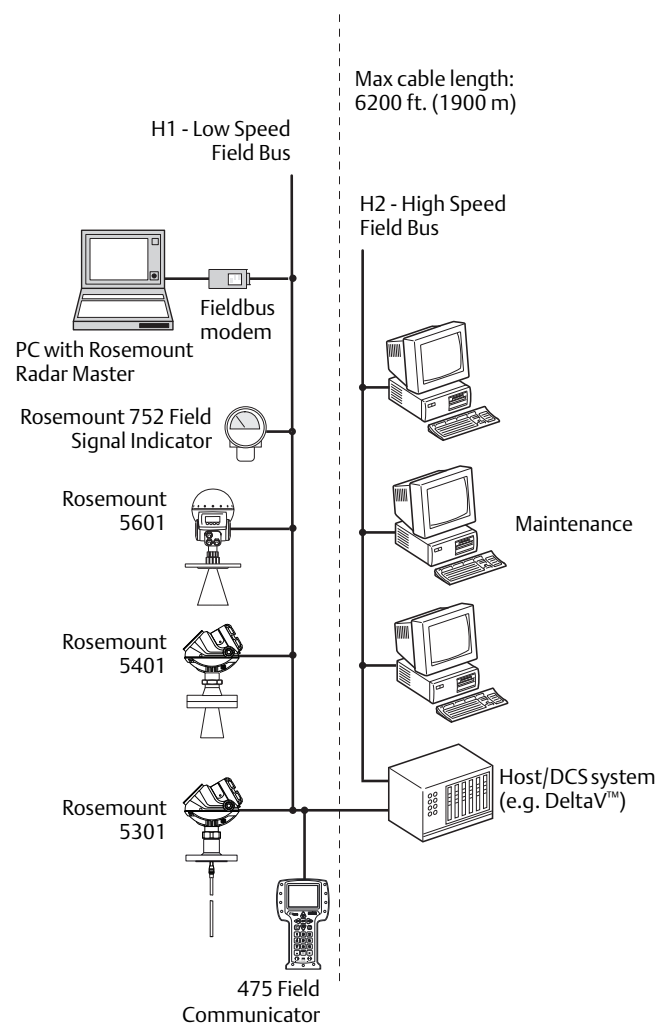 Max cable length:
6200 ft. (1900 m)
H1 - Low Speed
Field Bus
H2 - High Speed
Field Bus
Fieldbus
modem
PC with Rosemount
Radar Master
Rosemount 752 Field
Signal Indicator
Rosemount
5601
Maintenance
Rosemount
5401
Host/DCS system
(e.g. DeltaV™)
Rosemount
5301
475 Field
Communicator